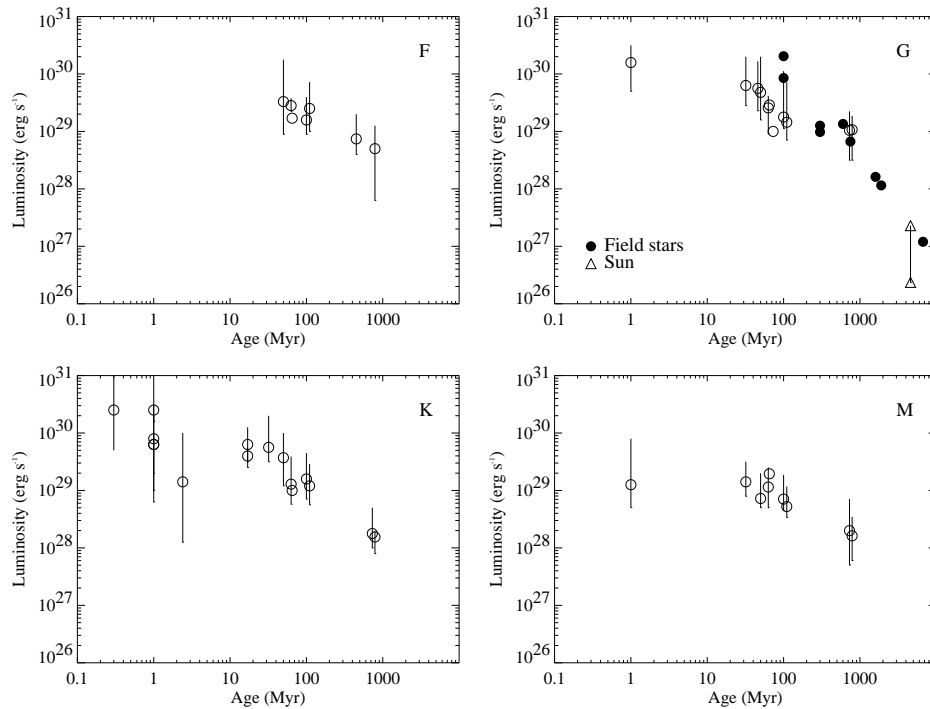 10³¹
10³⁰
10²⁹
10²⁸
10²⁷
10²⁶
Luminosity (erg s⁻¹)
F
0.1 1 10 100 1000
Age (Myr)
10³¹
10³⁰
10²⁹
10²⁸
10²⁷
10²⁶
Luminosity (erg s⁻¹)
G
Field stars
Sun
0.1 1 10 100 1000
Age (Myr)
10³¹
10³⁰
10²⁹
10²⁸
10²⁷
10²⁶
Luminosity (erg s⁻¹)
K
0.1 1 10 100 1000
Age (Myr)
10³¹
10³⁰
10²⁹
10²⁸
10²⁷
10²⁶
Luminosity (erg s⁻¹)
M
0.1 1 10 100 1000
Age (Myr)